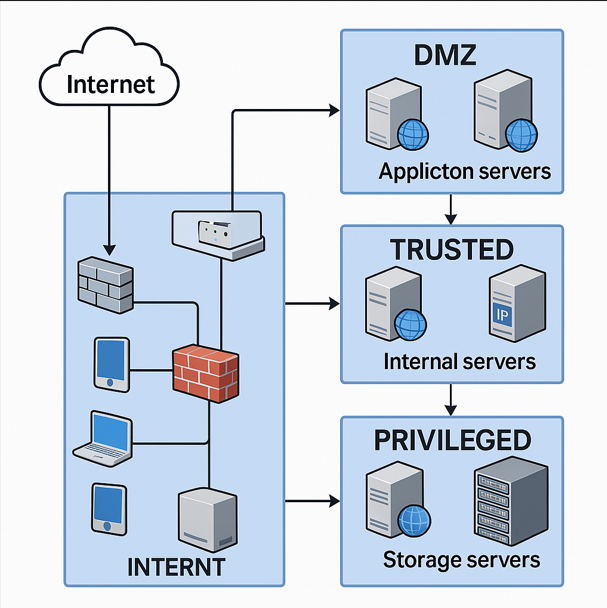 Internet
DMZ
Applicton servers
TRUSTED
IP
Internal servers
PRIVILEGED
Storage servers
INTERNT